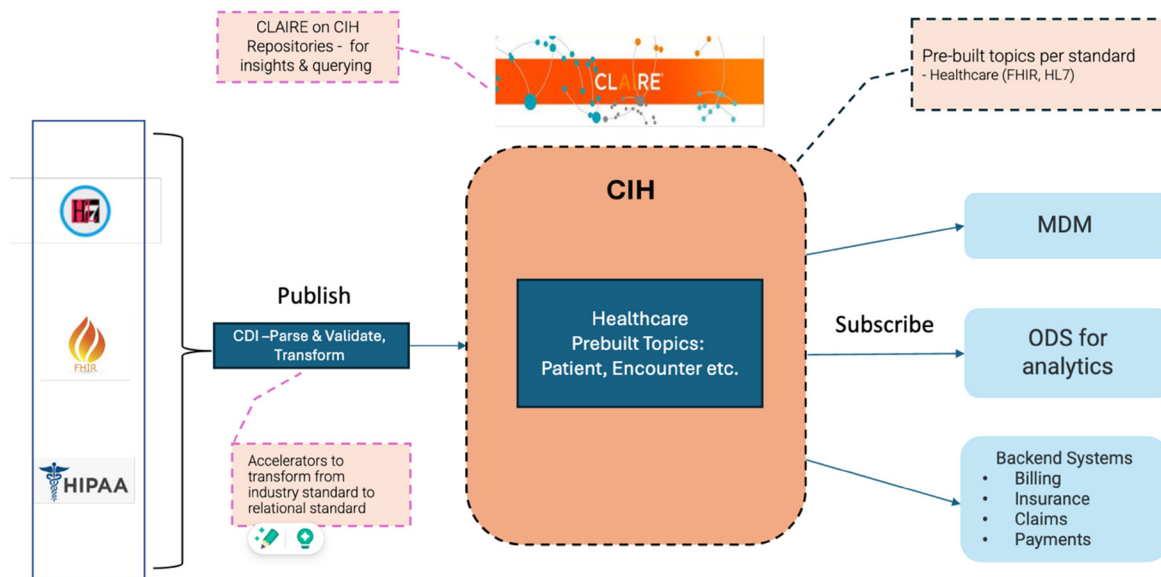 CLAIRE on CIH
Repositories - for
insights & querying
CLAIRE
Pre-built topics per standard
- Healthcare (FHIR, HL7)
H7
FHIR
HIPAA
Publish
CDI –Parse & Validate,
Transform
Accelerators to
transform from
industry standard to
relational standard
CIH
Healthcare
Prebuilt Topics:
Patient, Encounter etc.
Subscribe
MDM
ODS for
analytics
Backend Systems
• Billing
• Insurance
• Claims
• Payments